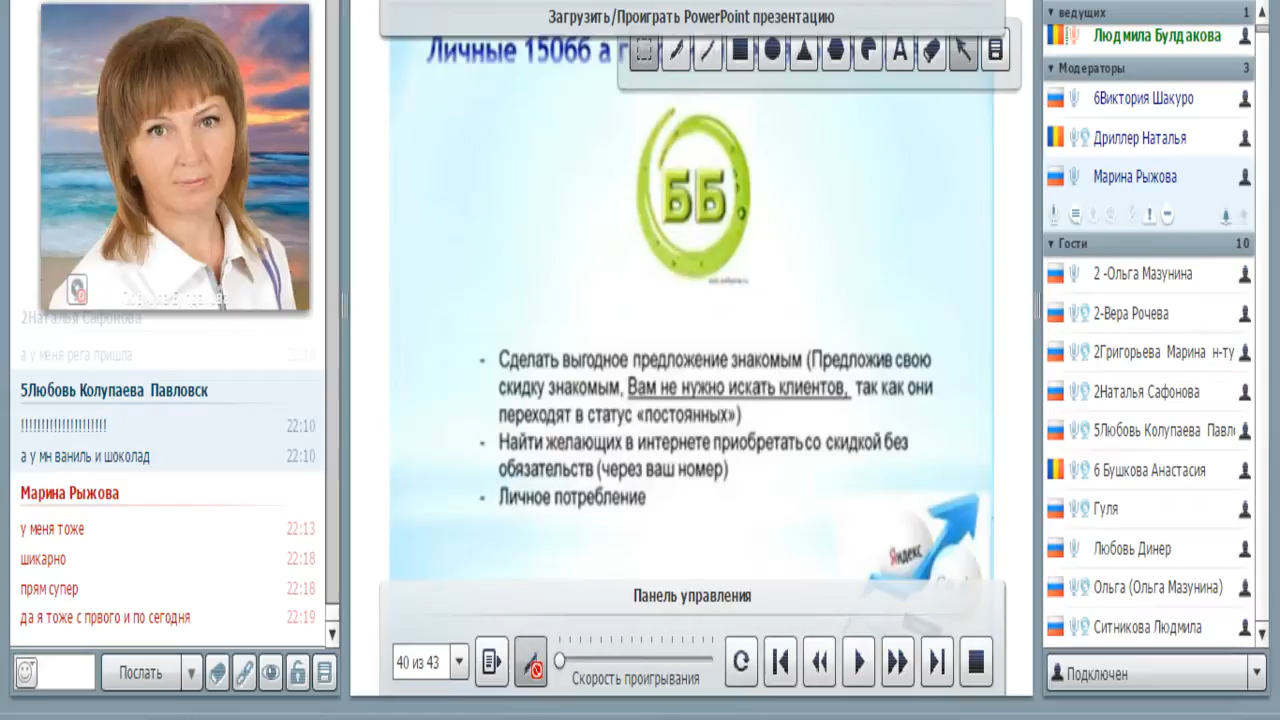 2Наталья Сафонова
а у меня рега пришла
5Любовь Колупаева Павловск
!!!!!!!!!!!!!!!!!!!!! 22:10
а у мн ваниль и шоколад 22:10
Марина Рыжова
у меня тоже 22:13
шикарно 22:18
прям супер 22:18
да я тоже с првого и по сегодня 22:19
Послать
Загрузить/Проиграть PowerPoint презентацию
Личные 150бб а
A
ББ
- Сделать выгодное предложение знакомым (Предложив свою
скидку знакомым, Вам не нужно искать клиентов, так как они
переходят в статус «постоянных»)
- Найти желающих в интернете приобретать со скидкой без
обязательств (через ваш номер)
- Личное потребление
Яндекс
Панель управления
40 из 43
Скорость проигрывания
ведущих 1
Людмила Булдакова
Модераторы 3
6Виктория Шакуро
Дриллер Наталья
Марина Рыжова
Гости 10
2 -Ольга Мазунина
2-Вера Рочева
2Григорьева Марина н-ту
2Наталья Сафонова
5Любовь Колупаева Павл
6 Бушкова Анастасия
Гуля
Любовь Динер
Ольга (Ольга Мазунина)
Ситникова Людмила
Подключен